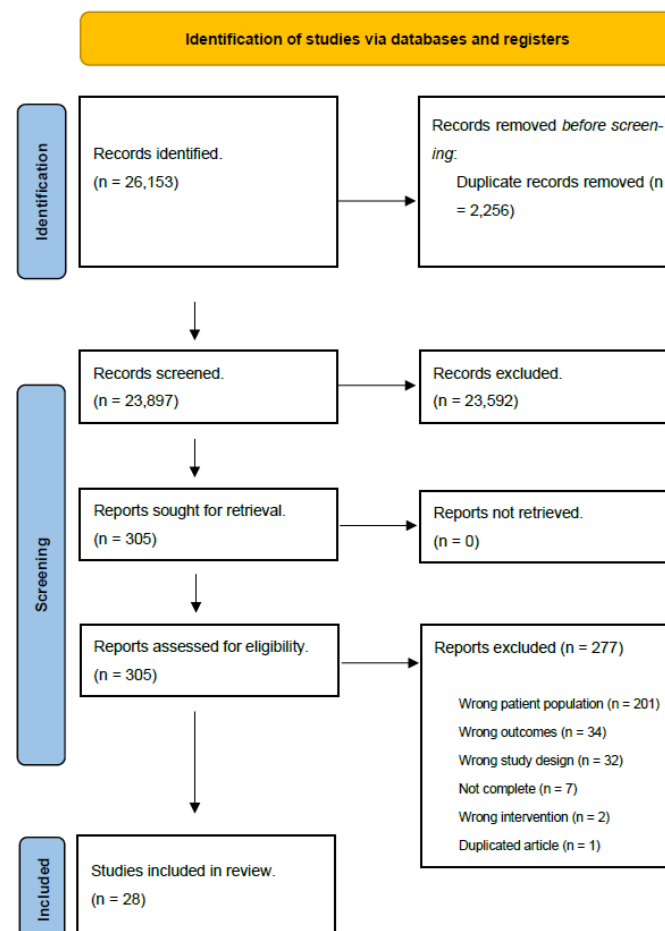 Identification of studies via databases and registers
Identification
Records identified.
(n = 26,153)
Records removed before screen-
ing:
Duplicate records removed (n
= 2,256)
Screening
Records screened.
(n = 23,897)
Records excluded.
(n = 23,592)
Reports sought for retrieval.
(n = 305)
Reports not retrieved.
(n = 0)
Reports assessed for eligibility.
(n = 305)
Reports excluded (n = 277)
Wrong patient population (n = 201)
Wrong outcomes (n = 34)
Wrong study design (n = 32)
Not complete (n = 7)
Wrong intervention (n = 2)
Duplicated article (n = 1)
Included
Studies included in review.
(n = 28)